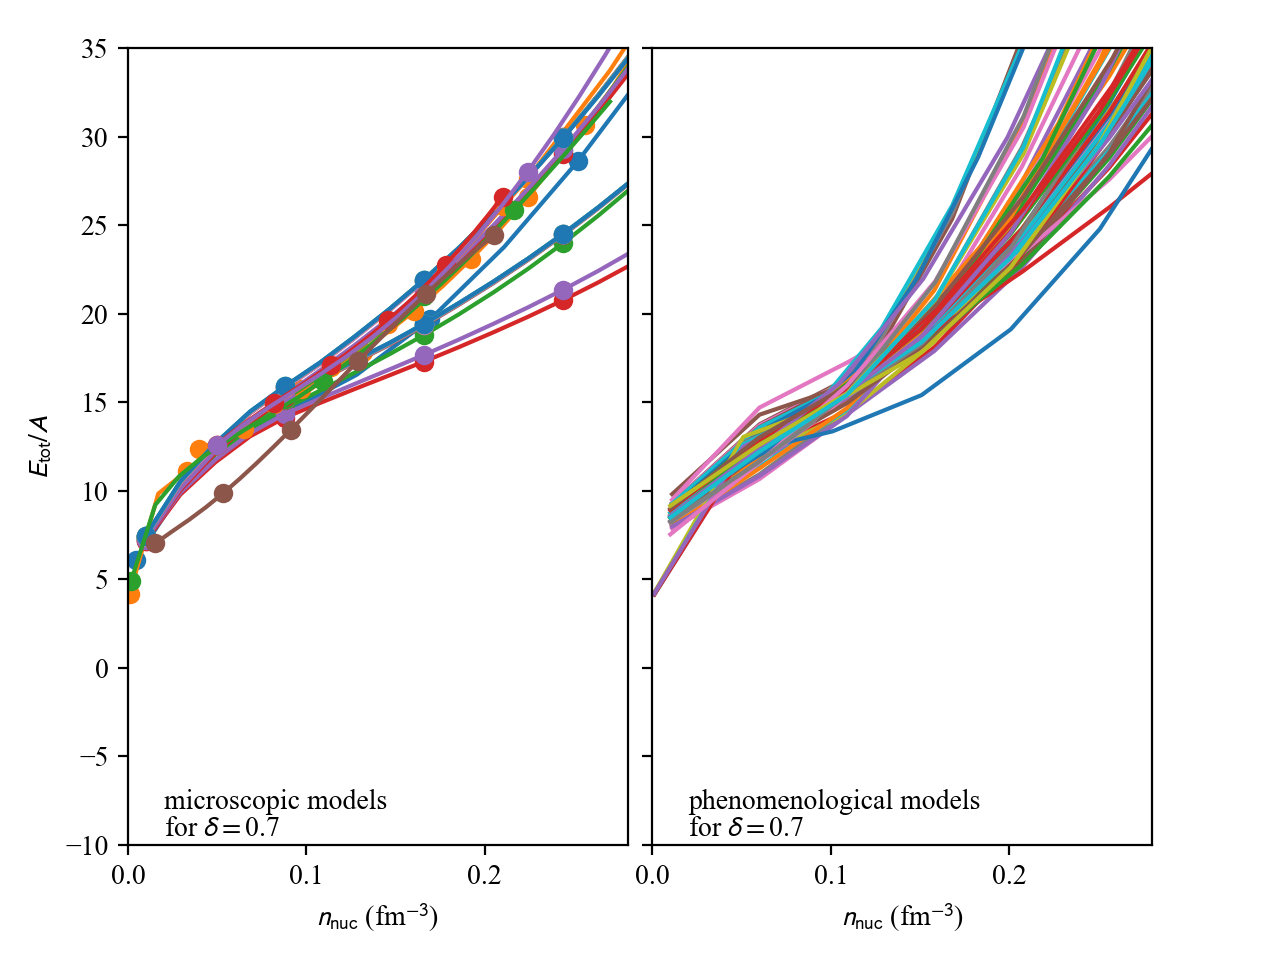 35
30
25
20
15
10
5
0
−5
−10
E_tot/A
microscopic models
for δ = 0.7
0.0
0.1
0.2
n_nuc (fm⁻³)
phenomenological models
for δ = 0.7
0.0
0.1
0.2
n_nuc (fm⁻³)